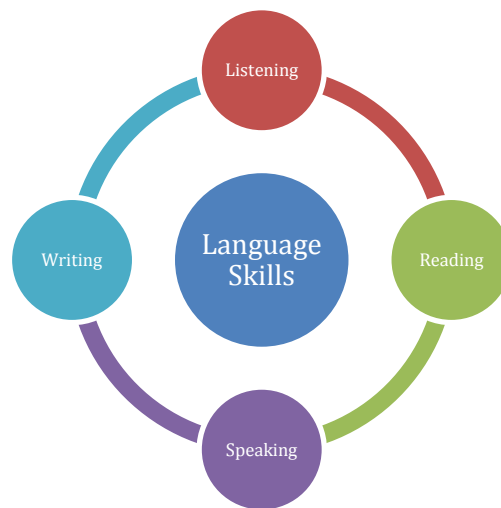 Listening
Language
Skills
Writing
Reading
Speaking